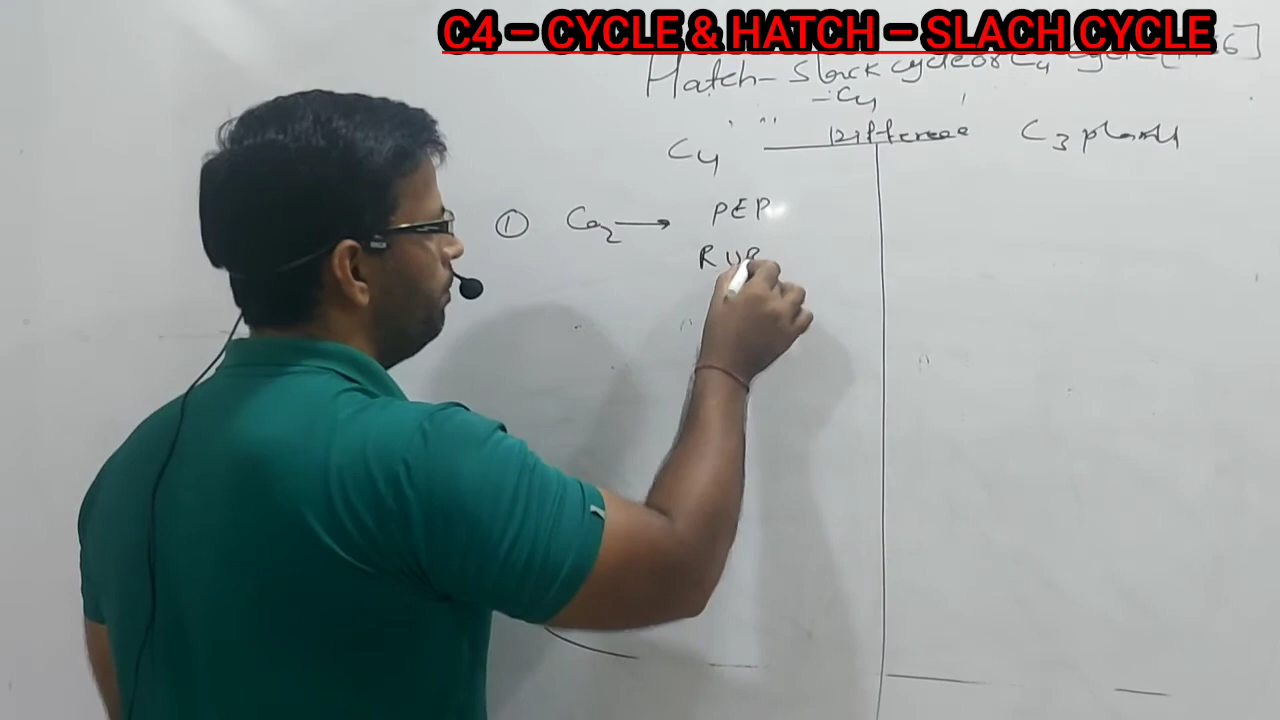 C4 – CYCLE & HATCH – SLACH CYCLE
Hatch – Slack cycle or C4 cycle
– C4
C4 Difference C3 plants
① CO2 → PEP
RUB